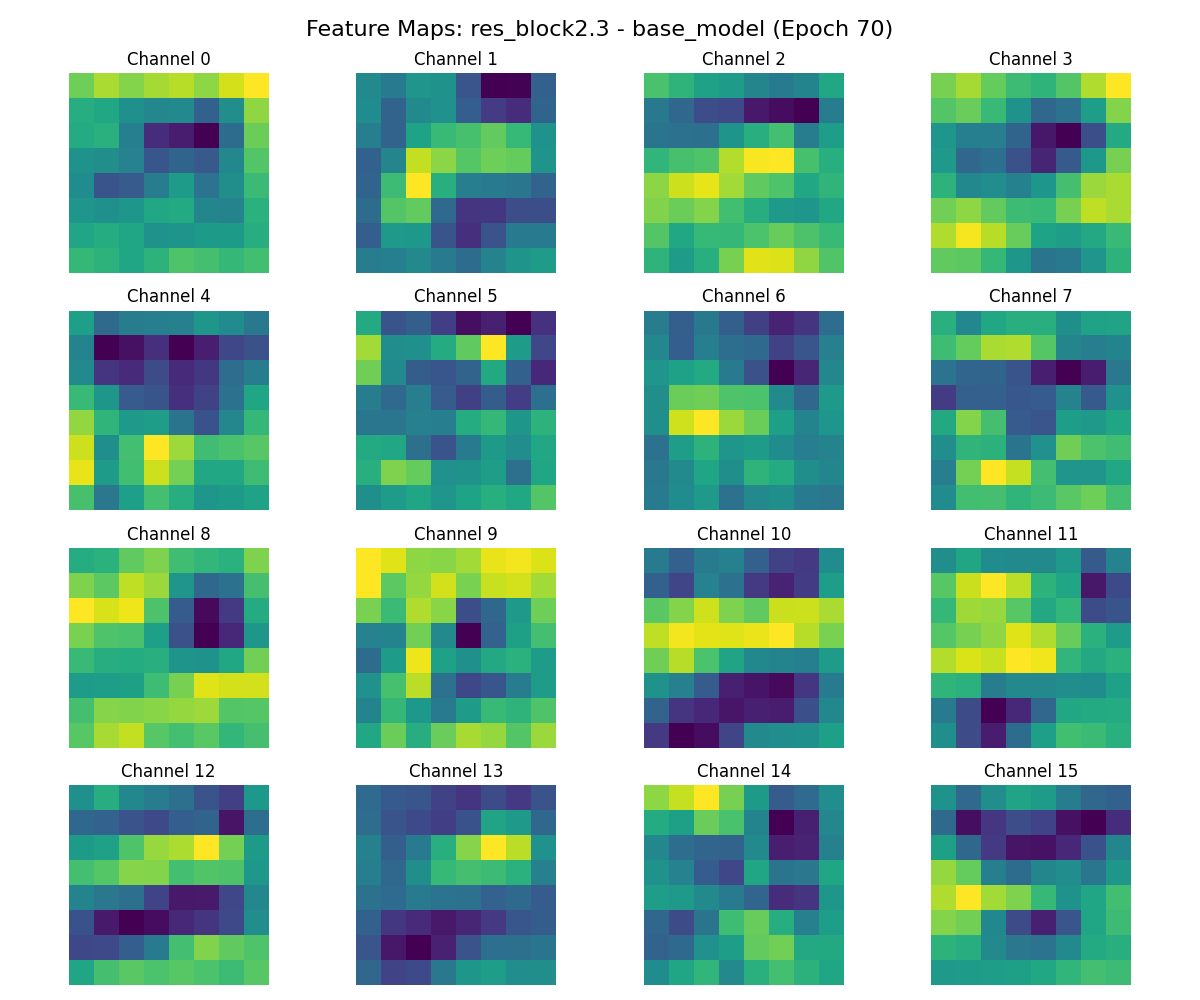 Feature Maps: res_block2.3 - base_model (Epoch 70)
Channel 0
Channel 1
Channel 2
Channel 3
Channel 4
Channel 5
Channel 6
Channel 7
Channel 8
Channel 9
Channel 10
Channel 11
Channel 12
Channel 13
Channel 14
Channel 15